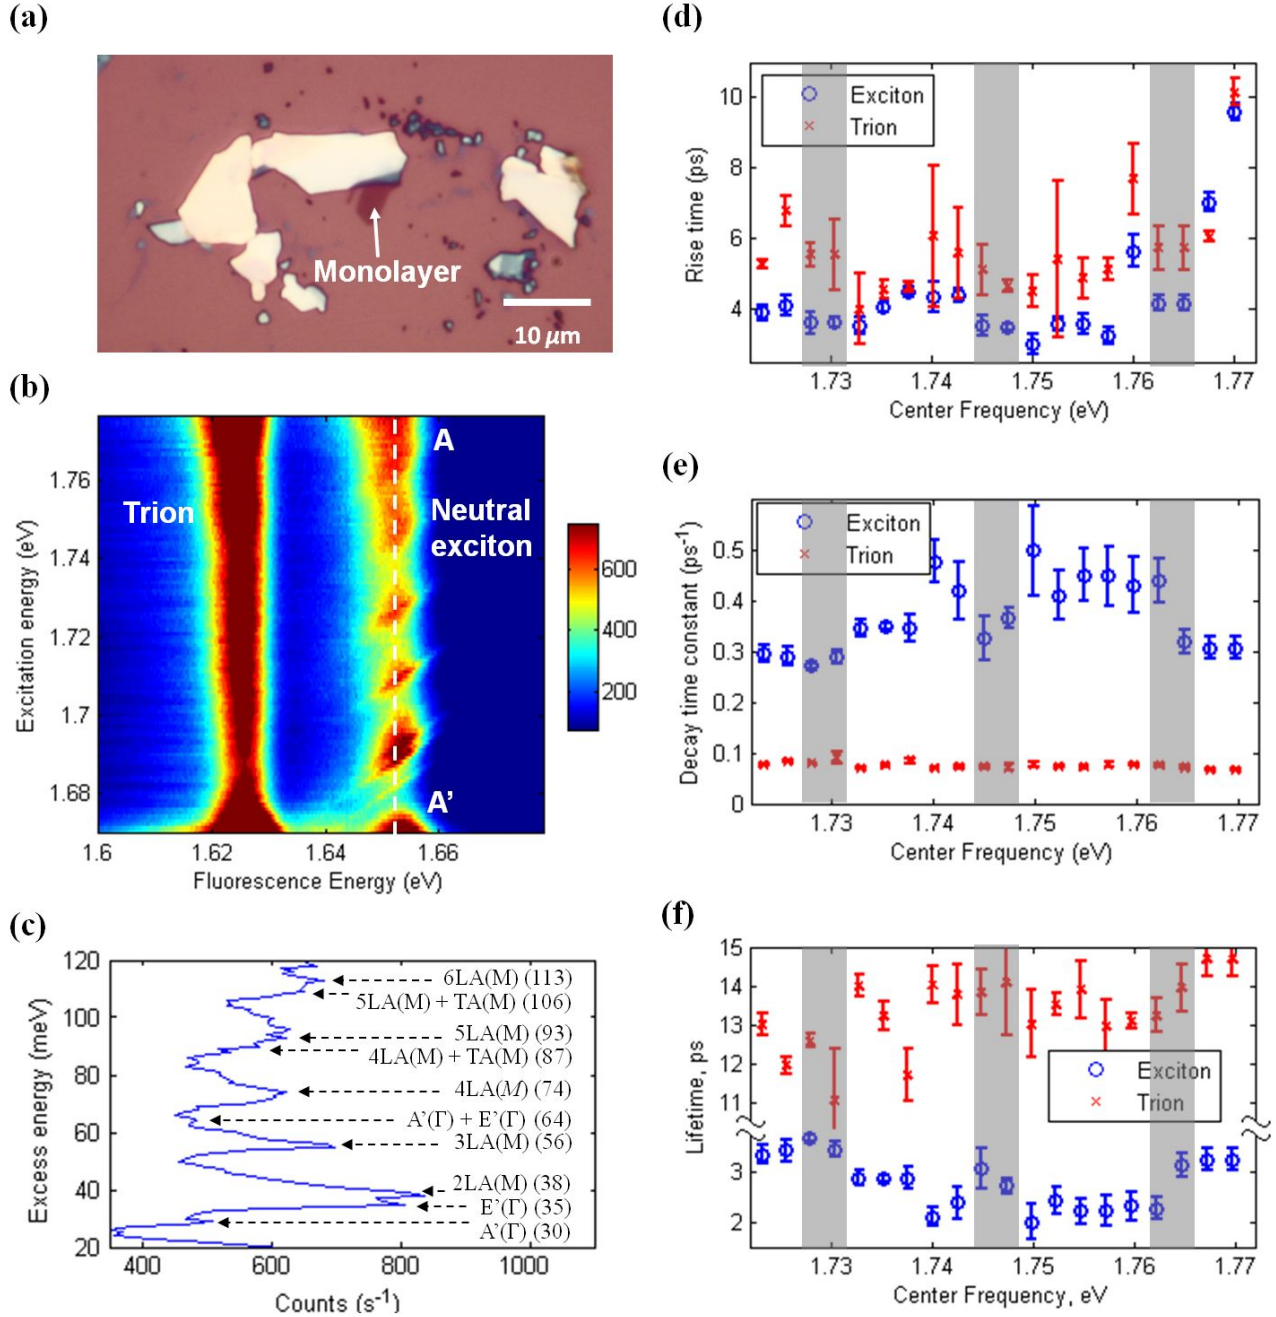 (a)
Monolayer
10 µm
(b)
Excitation energy (eV)
1.76
1.74
1.72
1.7
1.68
Trion
A
Neutral
exciton
A’
600
400
200
1.6
1.62
1.64
1.66
Fluorescence Energy (eV)
(c)
Excess energy (meV)
120
100
80
60
40
20
6LA(M) (113)
5LA(M) + TA(M) (106)
5LA(M) (93)
4LA(M) + TA(M) (87)
4LA(M) (74)
A’(Γ) + E’(Γ) (64)
3LA(M) (56)
2LA(M) (38)
E’(Γ) (35)
A’(Γ) (30)
400
600
800
1000
Counts (s⁻¹)
(d)
Rise time (ps)
10
8
6
4
Exciton
Trion
1.73
1.74
1.75
1.76
1.77
Center Frequency (eV)
(e)
Decay time constant (ps⁻¹)
0.5
0.4
0.3
0.2
0.1
0
Exciton
Trion
1.73
1.74
1.75
1.76
1.77
Center Frequency (eV)
(f)
Lifetime, ps
15
14
13
12
11
3
2
Exciton
Trion
1.73
1.74
1.75
1.76
1.77
Center Frequency, eV